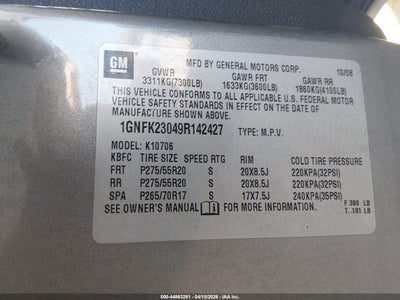 GM
MFD BY GENERAL MOTORS CORP. 10/08
GVWR GAWR FRT GAWR RR
3311KG(7300LB) 1633KG(3600LB) 1860KG(4100LB)
THIS VEHICLE CONFORMS TO ALL APPLICABLE U.S. FEDERAL MOTOR
VEHICLE SAFETY AND THEFT PREVENTION STANDARDS IN EFFECT ON THE DATE OF
MANUFACTURE SHOWN ABOVE.
1GNFK23049R142427 TYPE: M.P.V.
MODEL: K10706
KBFC TIRE SIZE SPEED RTG RIM COLD TIRE PRESSURE
FRT P275/55R20 S 20X8.5J 220KPA(32PSI)
RR P275/55R20 S 20X8.5J 220KPA(32PSI)
SPA P265/70R17 S 17X7.5J 240KPA(35PSI)
SEE OWNER'S MANUAL FOR MORE INFORMATION.
F 380 LB
T 191 LB
000-44863281 - 04/15/2026 - IAA Inc.